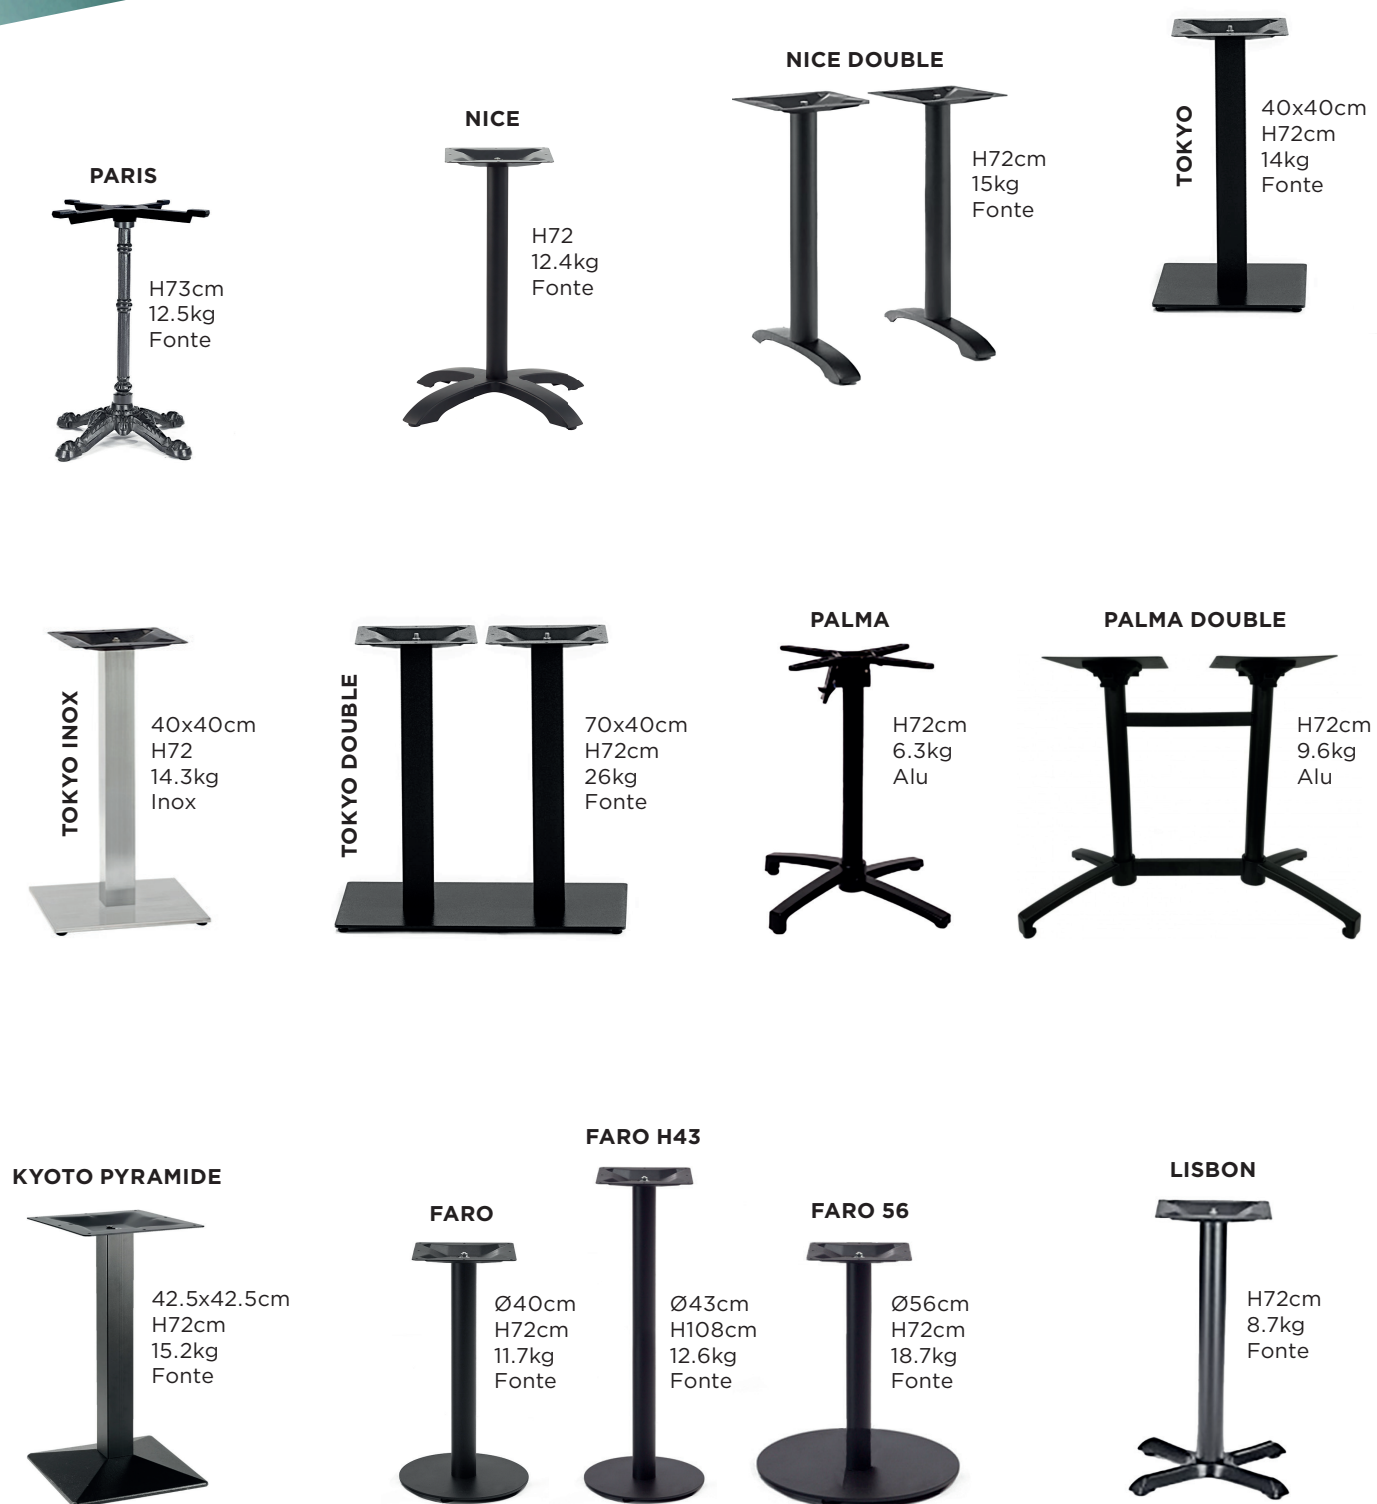 PARIS
H73cm
12.5kg
Fonte
NICE
H72
12.4kg
Fonte
NICE DOUBLE
H72cm
15kg
Fonte
TOKYO
40x40cm
H72cm
14kg
Fonte
TOKYO INOX
40x40cm
H72
14.3kg
Inox
TOKYO DOUBLE
70x40cm
H72cm
26kg
Fonte
PALMA
H72cm
6.3kg
Alu
PALMA DOUBLE
H72cm
9.6kg
Alu
KYOTO PYRAMIDE
42.5x42.5cm
H72cm
15.2kg
Fonte
FARO
Ø40cm
H72cm
11.7kg
Fonte
FARO H43
Ø43cm
H108cm
12.6kg
Fonte
FARO 56
Ø56cm
H72cm
18.7kg
Fonte
LISBON
H72cm
8.7kg
Fonte